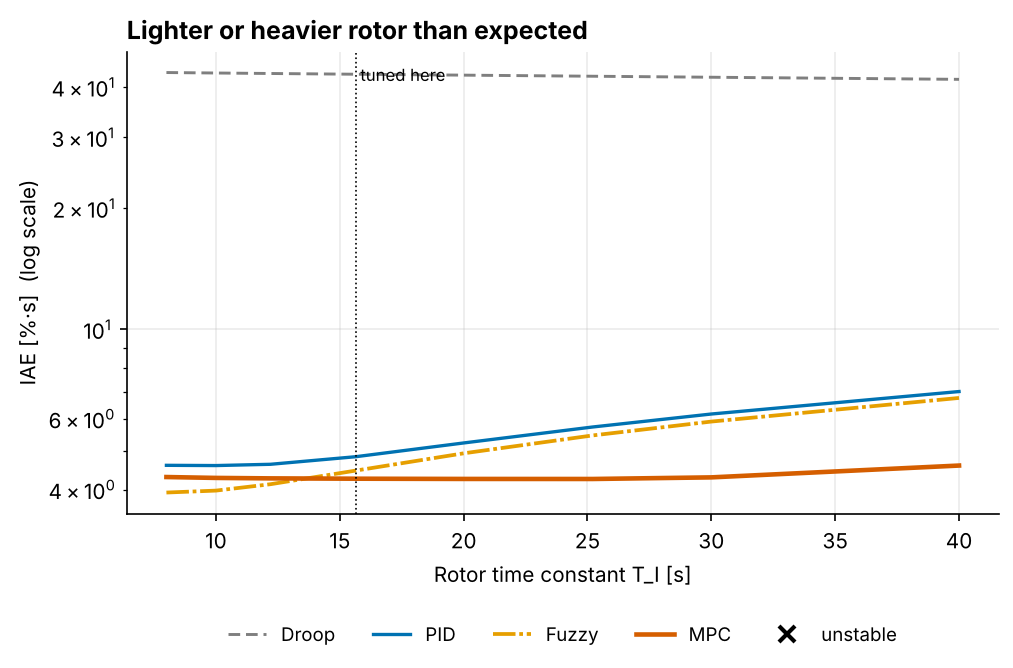 Lighter or heavier rotor than expected
tuned here
4 × 10¹
3 × 10¹
2 × 10¹
10¹
6 × 10⁰
4 × 10⁰
IAE [%·s]  (log scale)
10 15 20 25 30 35 40
Rotor time constant T_I [s]
Droop PID Fuzzy MPC unstable